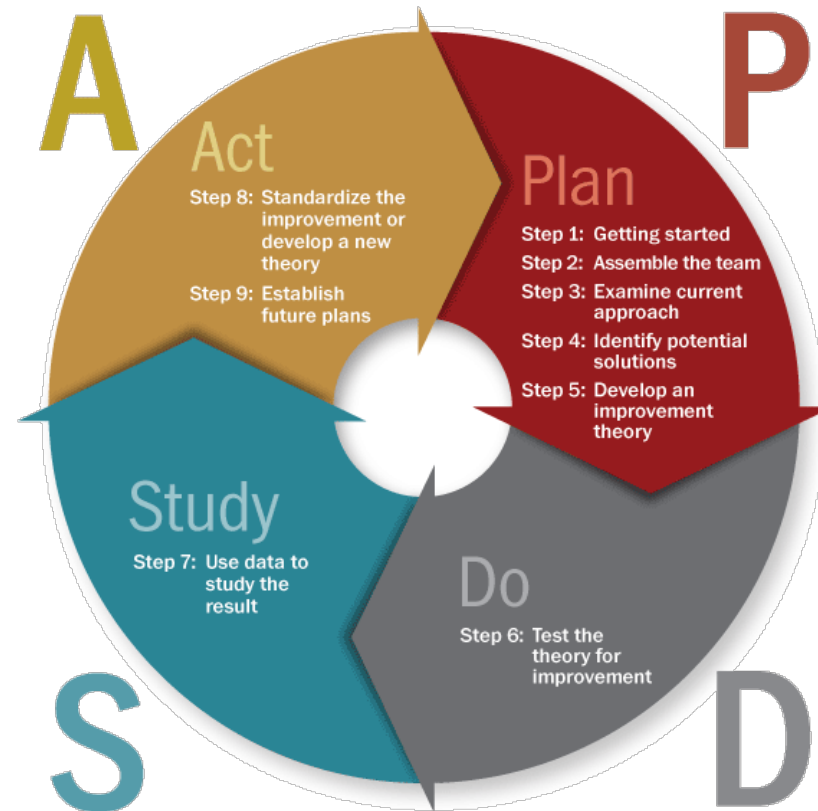 A
P
Act
Step 8: Standardize the
improvement or
develop a new
theory
Step 9: Establish
future plans
Plan
Step 1: Getting started
Step 2: Assemble the team
Step 3: Examine current
approach
Step 4: Identify potential
solutions
Step 5: Develop an
improvement
theory
Study
Step 7: Use data to
study the
result
Do
Step 6: Test the
theory for
improvement
S
D